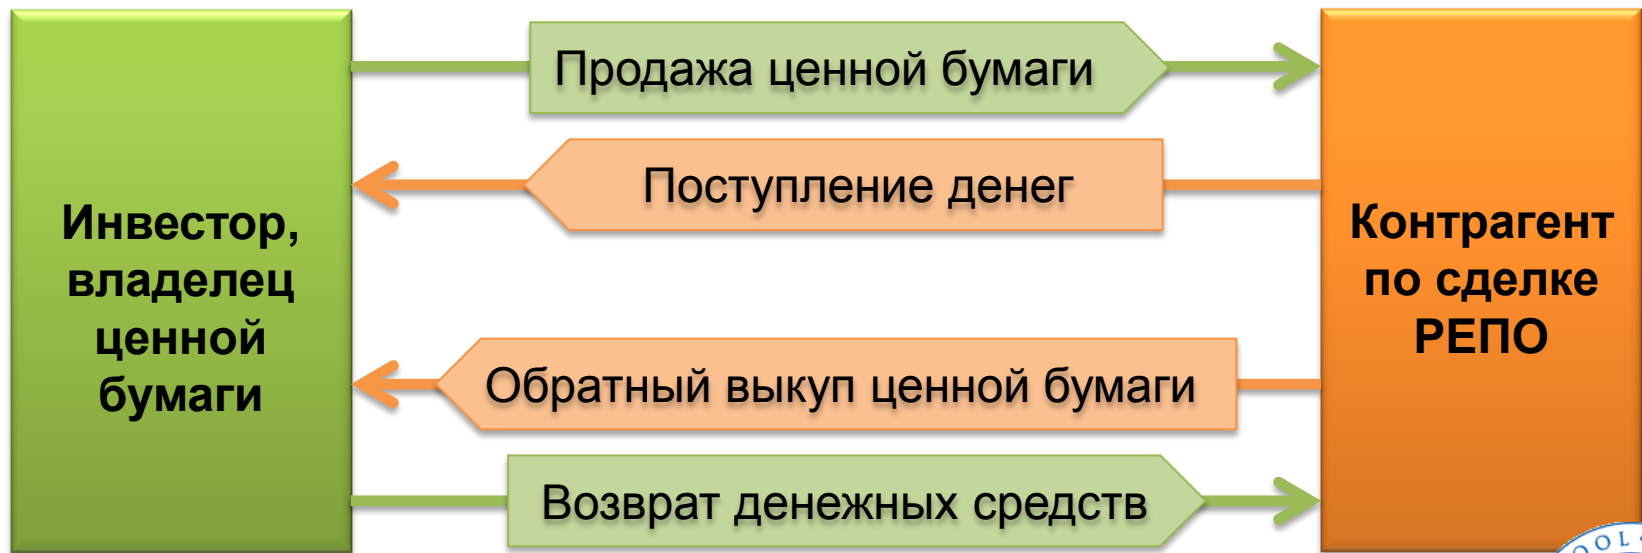 Продажа ценной бумаги
Поступление денег
Инвестор,
владелец
ценной
бумаги
Контрагент
по сделке
РЕПО
Обратный выкуп ценной бумаги
Возврат денежных средств